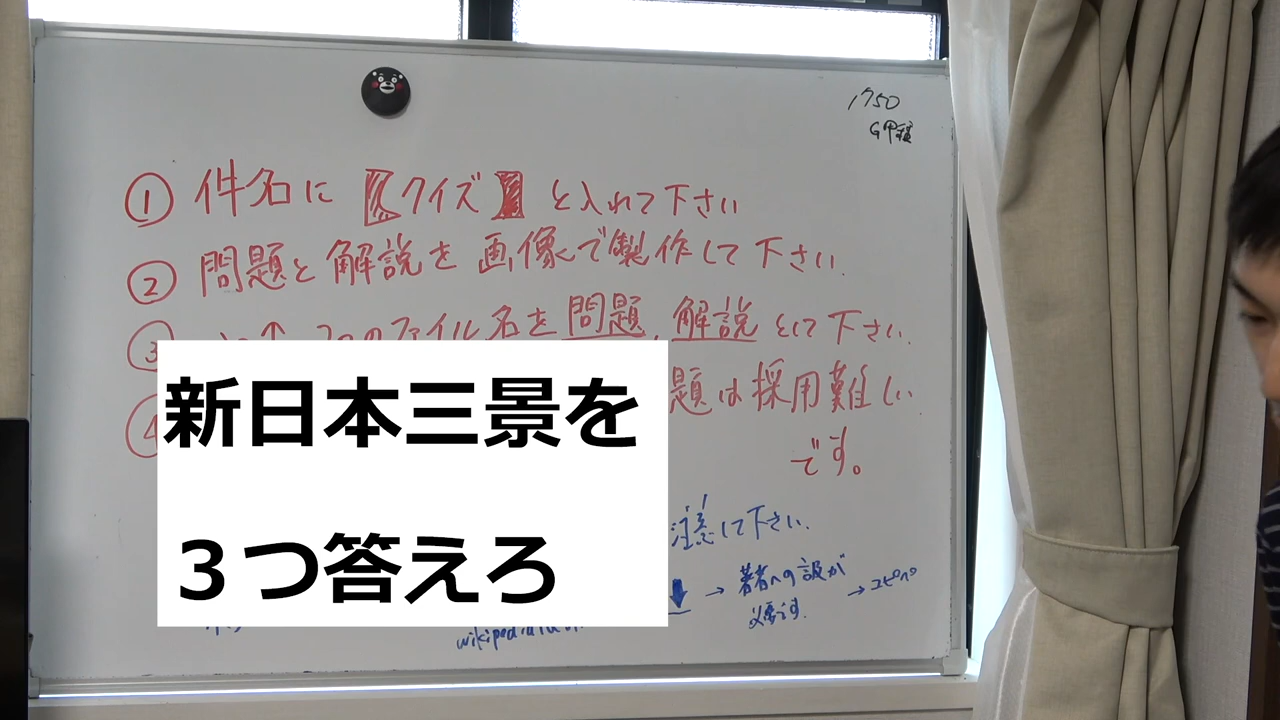 1750
G甲種
① 件名に【クイズ】と入れて下さい
② 問題と解説を画像で製作して下さい.
③ 2つのファイル名を問題、解説として下さい.
④ 題は採用難しい
です。
新日本三景を
３つ答えろ
注意して下さい.
→ 著者への設が → コピペ
必要です.
wikipedia